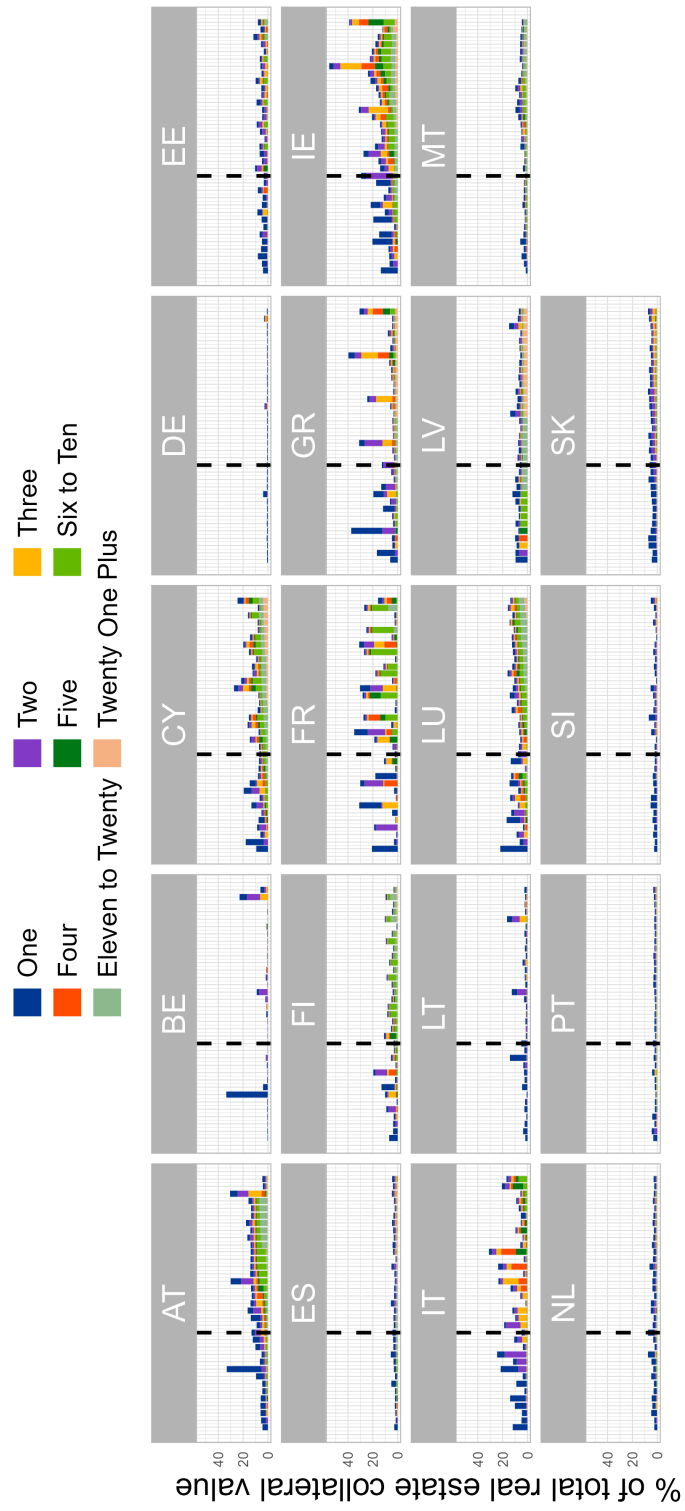 One Two Three
Four Five Six to Ten
Eleven to Twenty Twenty One Plus
AT BE CY DE EE
40
20
0
ES FI FR GR IE
40
20
0
IT LT LU LV MT
40
20
0
NL PT SI SK
40
20
0
% of total real estate collateral value